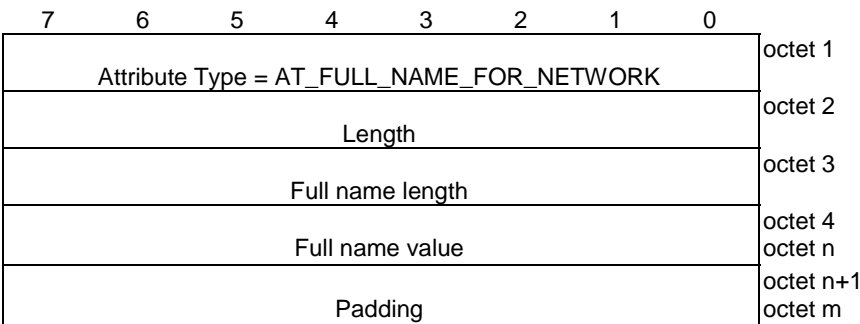 7 6 5 4 3 2 1 0
octet 1
Attribute Type = AT_FULL_NAME_FOR_NETWORK
octet 2
Length
octet 3
Full name length
octet 4
Full name value octet n
octet n+1
Padding octet m